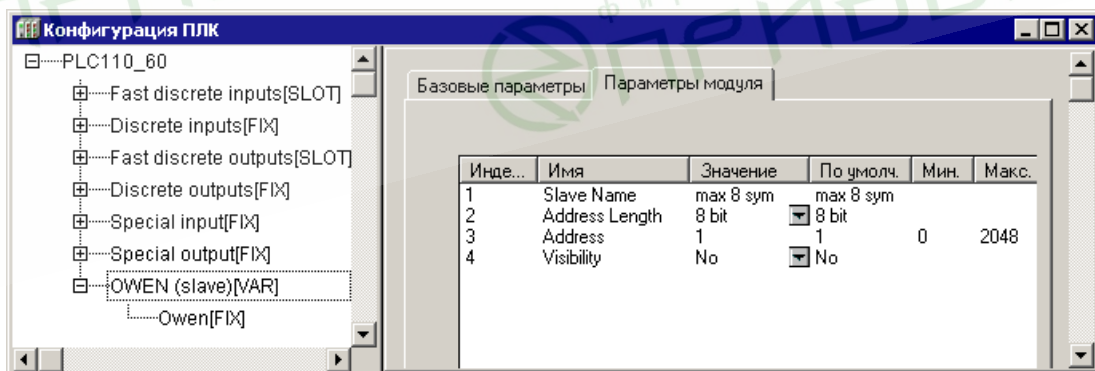 Конфигурация ПЛК
PLC110_60
Fast discrete inputs[SLOT]
Discrete inputs[FIX]
Fast discrete outputs[SLOT]
Discrete outputs[FIX]
Special input[FIX]
Special output[FIX]
OWEN (slave)[VAR]
Owen[FIX]
Базовые параметры Параметры модуля
Инде... Имя Значение По умолч. Мин. Макс.
1 Slave Name max 8 sym max 8 sym
2 Address Length 8 bit 8 bit
3 Address 1 1 0 2048
4 Visibility No No